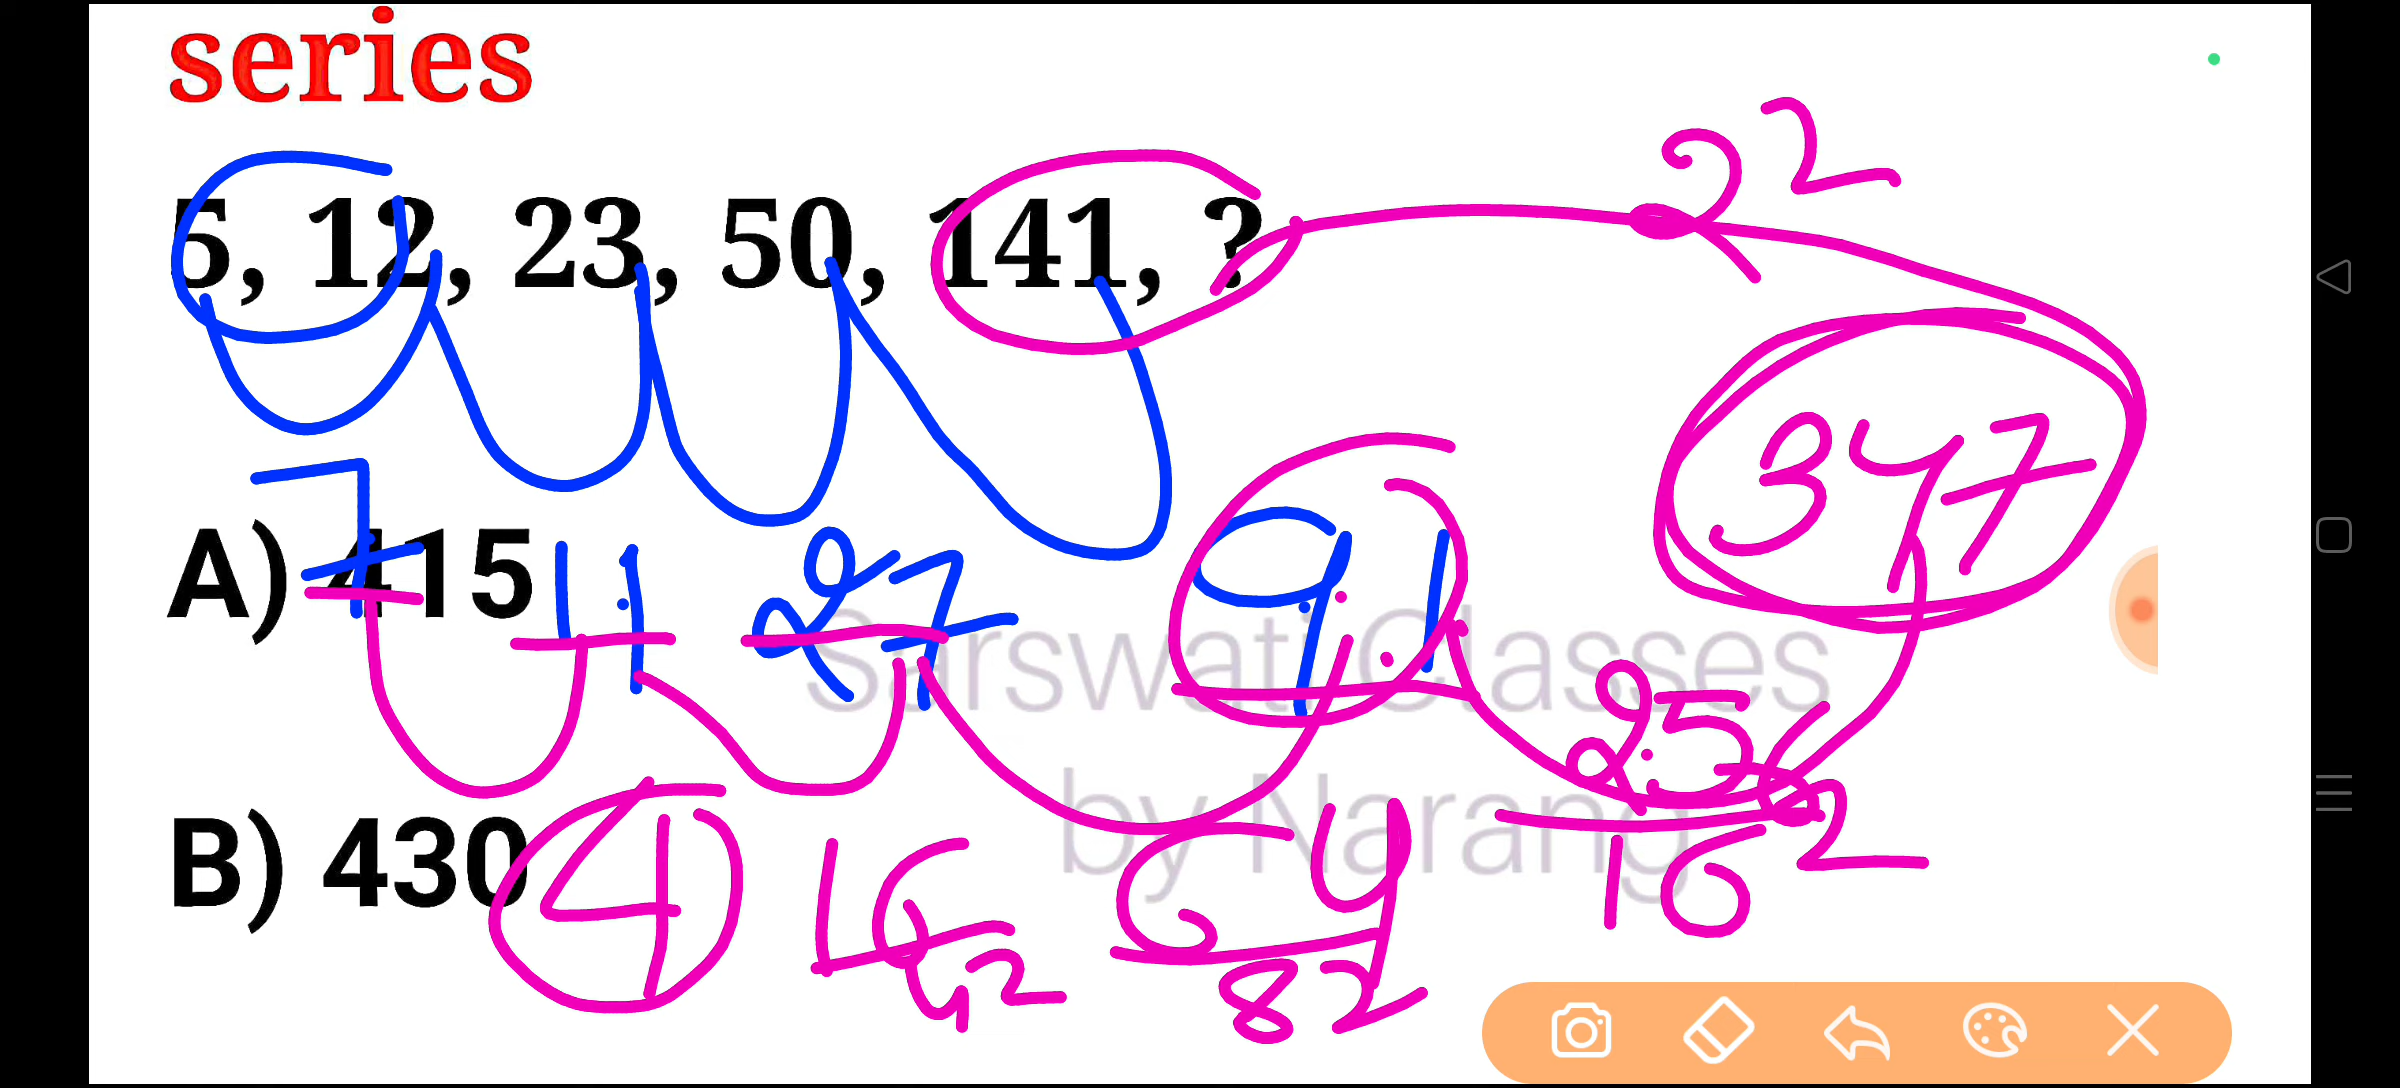 series
2²
5, 12, 23, 50, 141, ?
347
7 11 27 91
A) 415
Sarswati Classes
256
by Narang
B) 430
4 16 64
4² 8² 16²